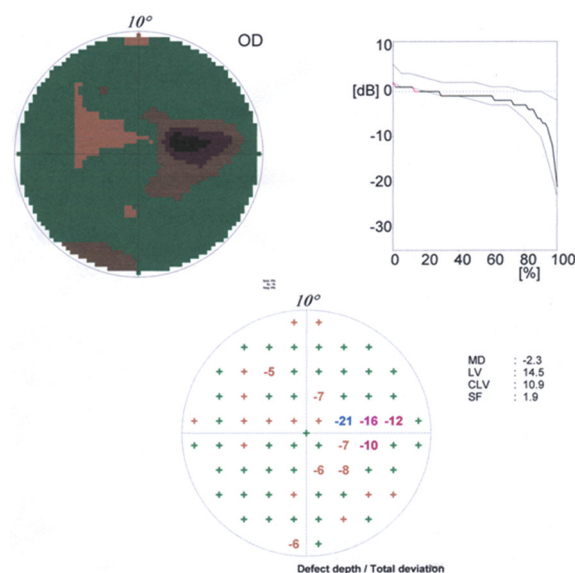 10°
OD
10
0
[dB]
-10
-20
-30
0 20 40 60 80 100
[%]
10°
-5
-7
-21 -16 -12
-7 -10
-6 -8
-6
MD : -2.3
LV : 14.5
CLV : 10.9
SF : 1.9
Defect depth / Total deviation